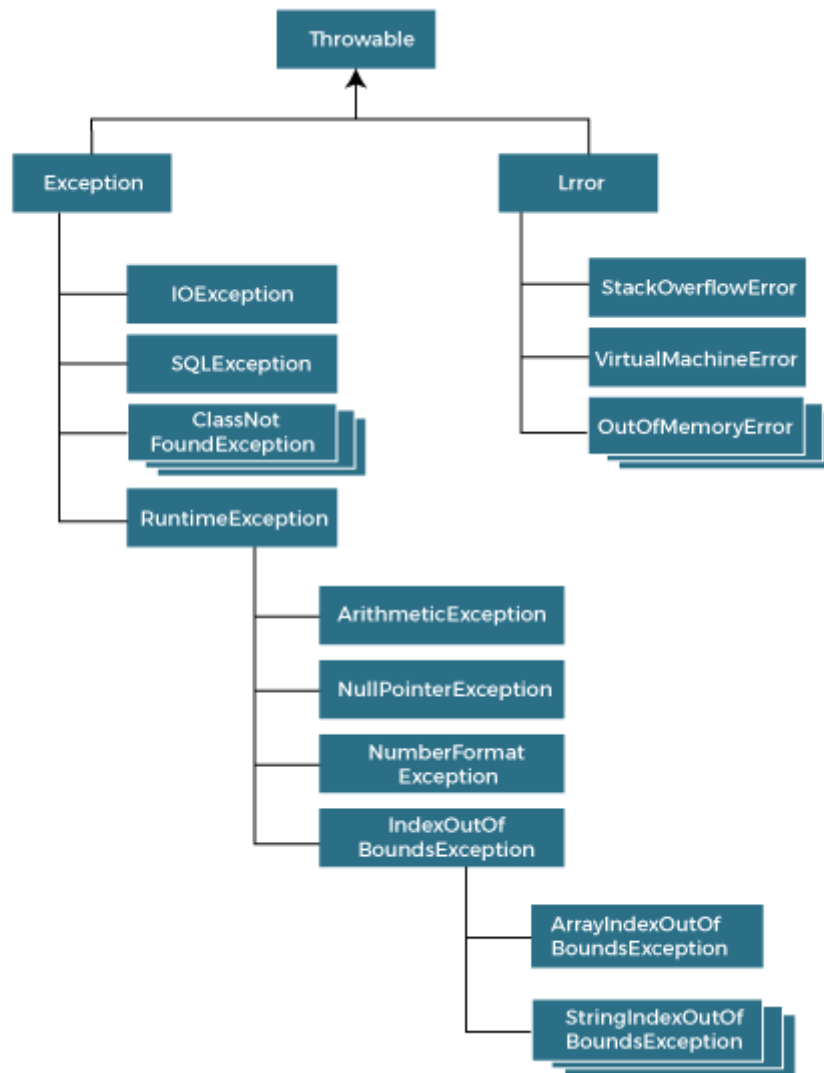 Throwable
Exception
Lrror
IOException
SQLException
ClassNot
FoundException
RuntimeException
StackOverflowError
VirtualMachineError
OutOfMemoryError
ArithmeticException
NullPointerException
NumberFormat
Exception
IndexOutOf
BoundsException
ArrayIndexOutOf
BoundsException
StringIndexOutOf
BoundsException